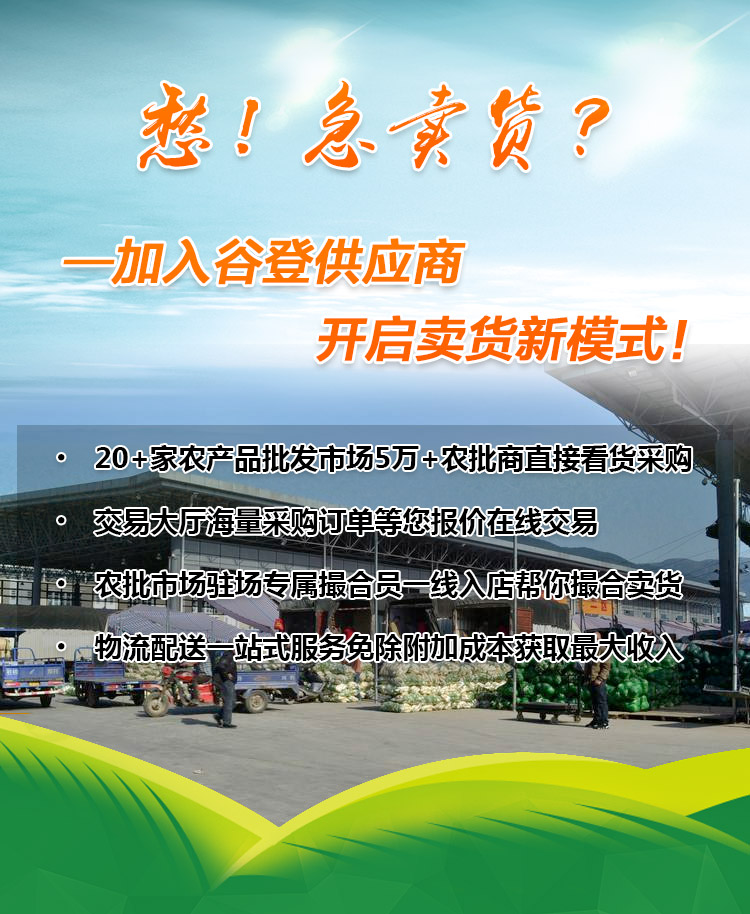 愁！急卖货？
—加入谷登供应商
开启卖货新模式！
• 20+家农产品批发市场5万+农批商直接看货采购
• 交易大厅海量采购订单等您报价在线交易
• 农批市场驻场专属撮合员一线入店帮你撮合卖货
• 物流配送一站式服务免除附加成本获取最大收入